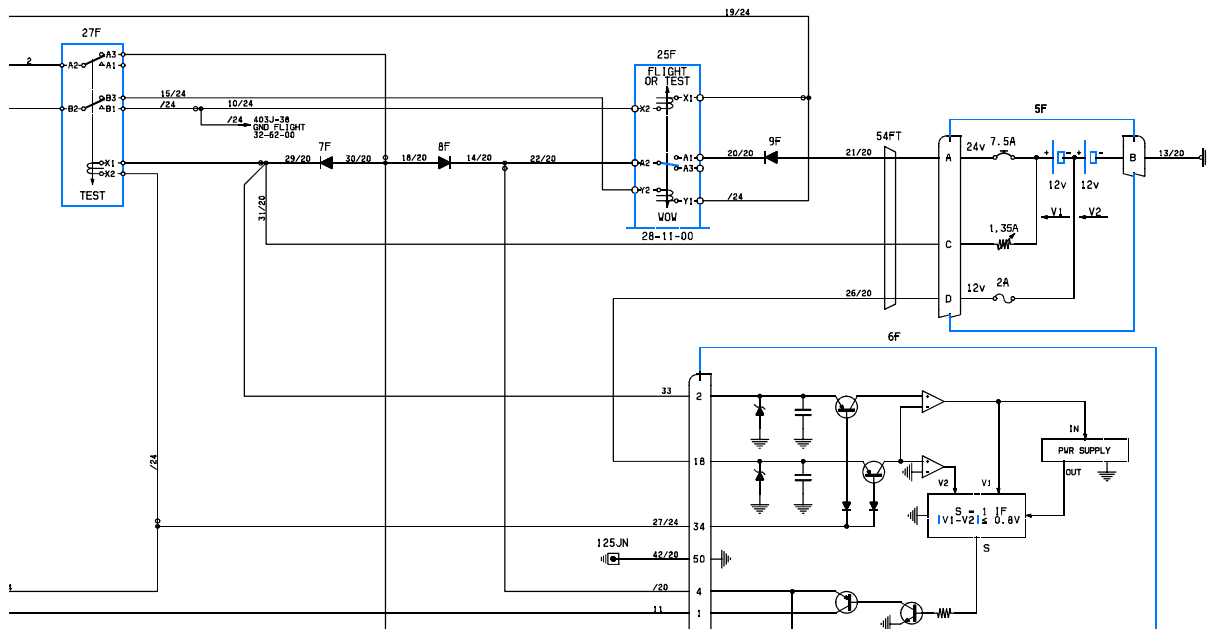 19/24
27F
A3
2
A2
A1
15/24
B3
/24
10/24
B2
B1
403J-38
/24
GND FLIGHT
32-62-00
X1
X2
TEST
29/20
7F
30/20
18/20
8F
14/20
22/20
31/20
25F
FLIGHT
OR TEST
X1
X2
A1
A2
A3
Y2
Y1
WOW
28-11-00
20/20
9F
21/20
/24
54FT
5F
A
24v
7.5A
+
-
+
-
B
13/20
12v
12v
V1
V2
1,35A
C
26/20
D
12v
2A
6F
33
2
+
-
IN
PWR SUPPLY
OUT
18
+
-
V2
V1
/24
S = 1 IF
|V1-V2|≤ 0.8V
27/24
34
S
125JN
42/20
50
/20
4
11
1